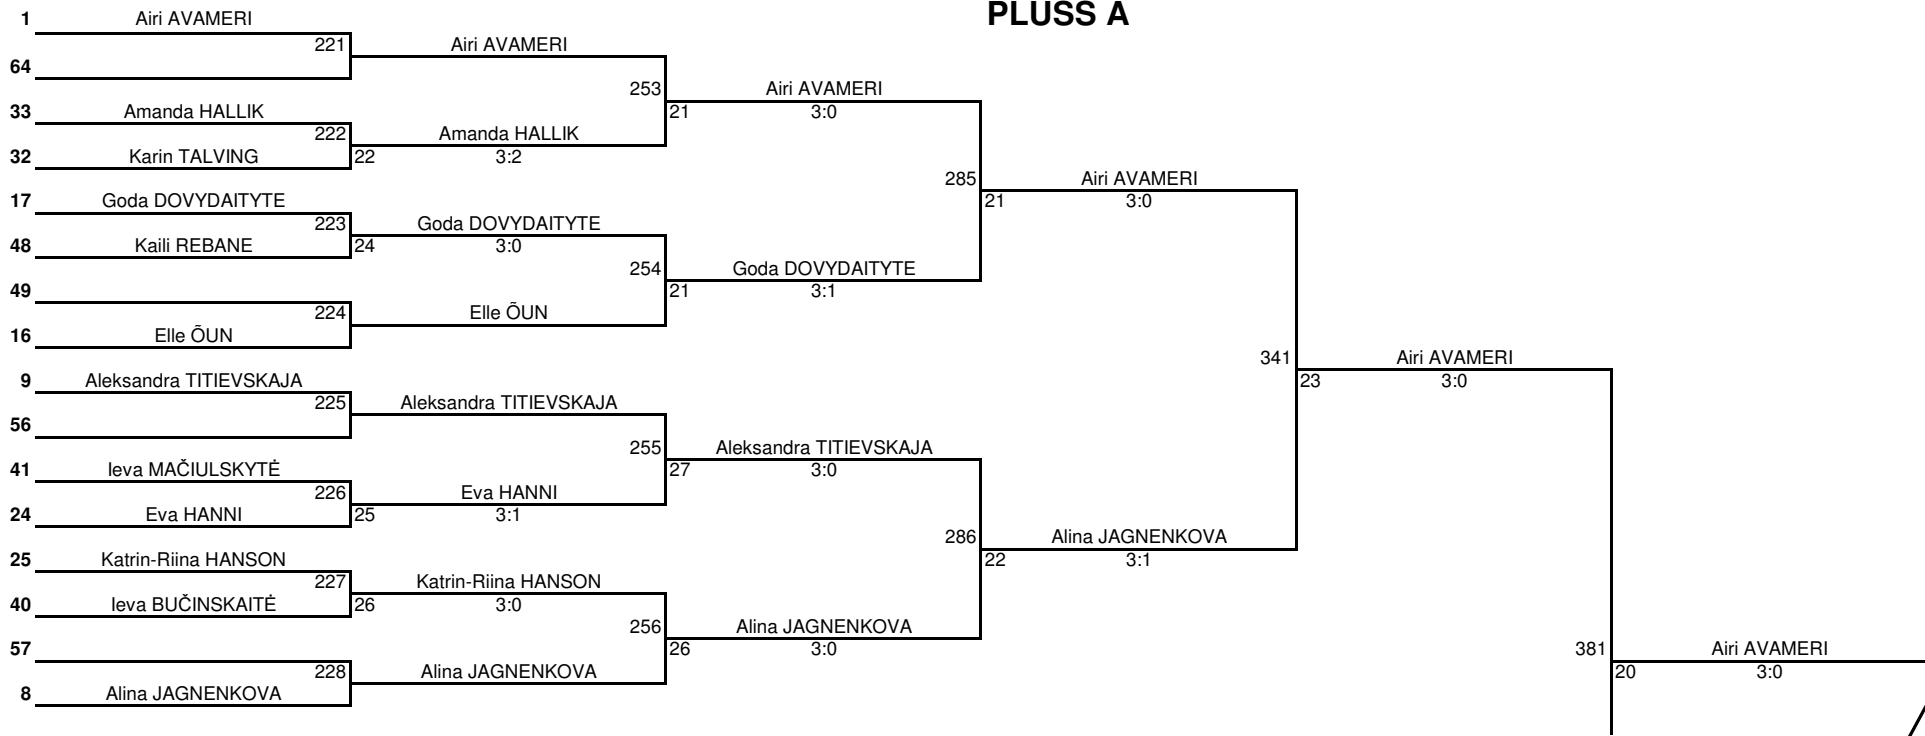 PLUSS A
1 Airi AVAMERI
221 Airi AVAMERI
64
253 Airi AVAMERI
33 Amanda HALLIK
21 3:0
222 Amanda HALLIK
32 Karin TALVING
22 3:2
285 Airi AVAMERI
17 Goda DOVYDAITYTE
21 3:0
223 Goda DOVYDAITYTE
48 Kaili REBANE
24 3:0
254 Goda DOVYDAITYTE
49
21 3:1
224 Elle ÕUN
16 Elle ÕUN
341 Airi AVAMERI
9 Aleksandra TITIEVSKAJA
23 3:0
225 Aleksandra TITIEVSKAJA
56
255 Aleksandra TITIEVSKAJA
41 Ieva MAČIULSKYTĖ
27 3:0
226 Eva HANNI
24 Eva HANNI
25 3:1
286 Alina JAGNENKOVA
25 Katrin-Riina HANSON
22 3:1
227 Katrin-Riina HANSON
40 Ieva BUČINSKAITĖ
26 3:0
256 Alina JAGNENKOVA
57
26 3:0
381 Airi AVAMERI
228 Alina JAGNENKOVA
20 3:0
8 Alina JAGNENKOVA